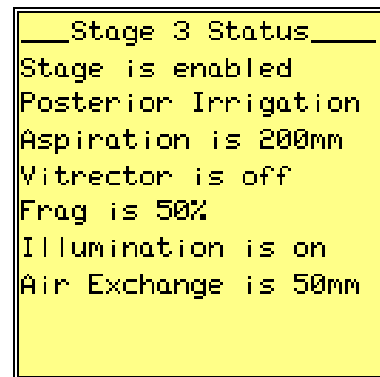 ___Stage 3 Status____
Stage is enabled
Posterior Irrigation
Aspiration is 200mm
Vitrector is off
Frag is 50%
Illumination is on
Air Exchange is 50mm